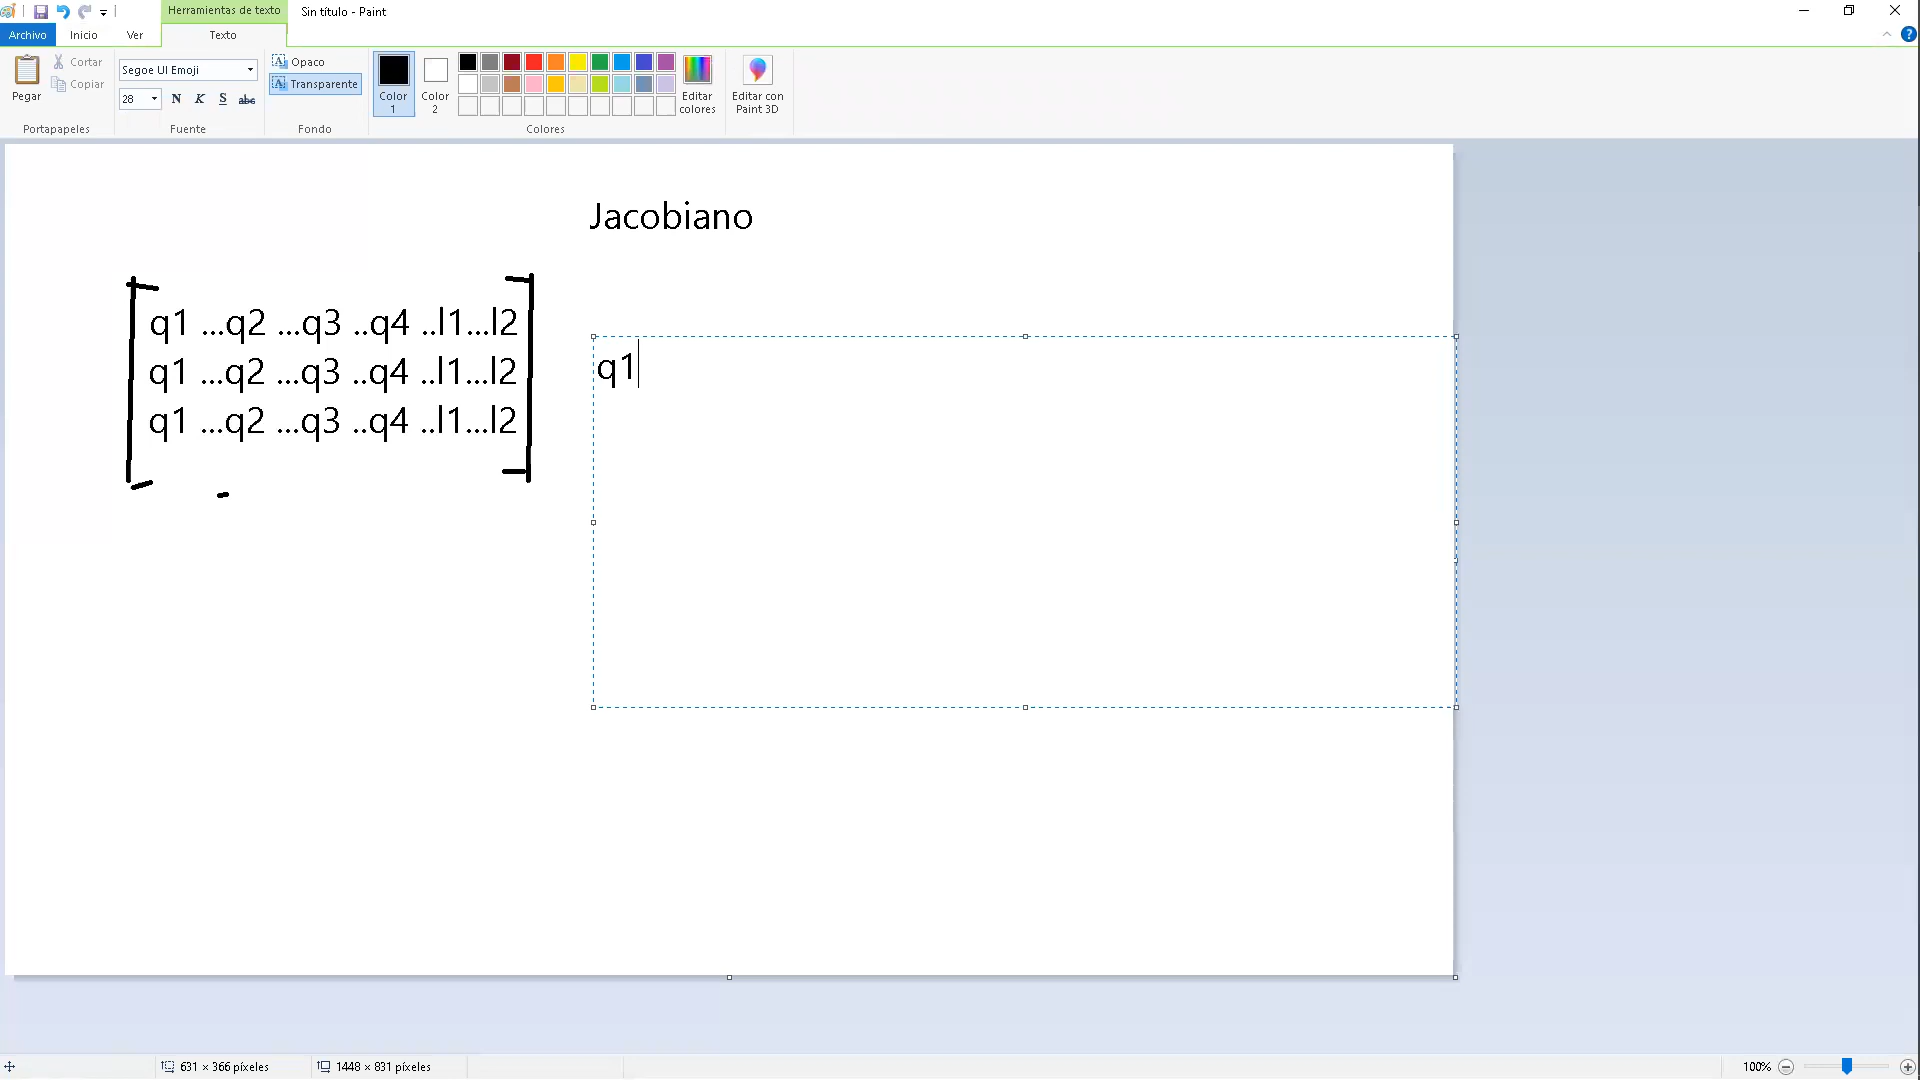 Herramientas de texto
Sin título - Paint
Archivo
Inicio
Ver
Texto
Pegar
Cortar
Copiar
Portapapeles
Segoe UI Emoji
28
N K S abc
Fuente
Opaco
Transparente
Fondo
Color 1
Color 2
Editar colores
Colores
Editar con Paint 3D
Jacobiano
q1 ...q2 ...q3 ..q4 ..l1...l2
q1 ...q2 ...q3 ..q4 ..l1...l2
q1 ...q2 ...q3 ..q4 ..l1...l2
q1
631 × 366 píxeles
1448 × 831 píxeles
100%